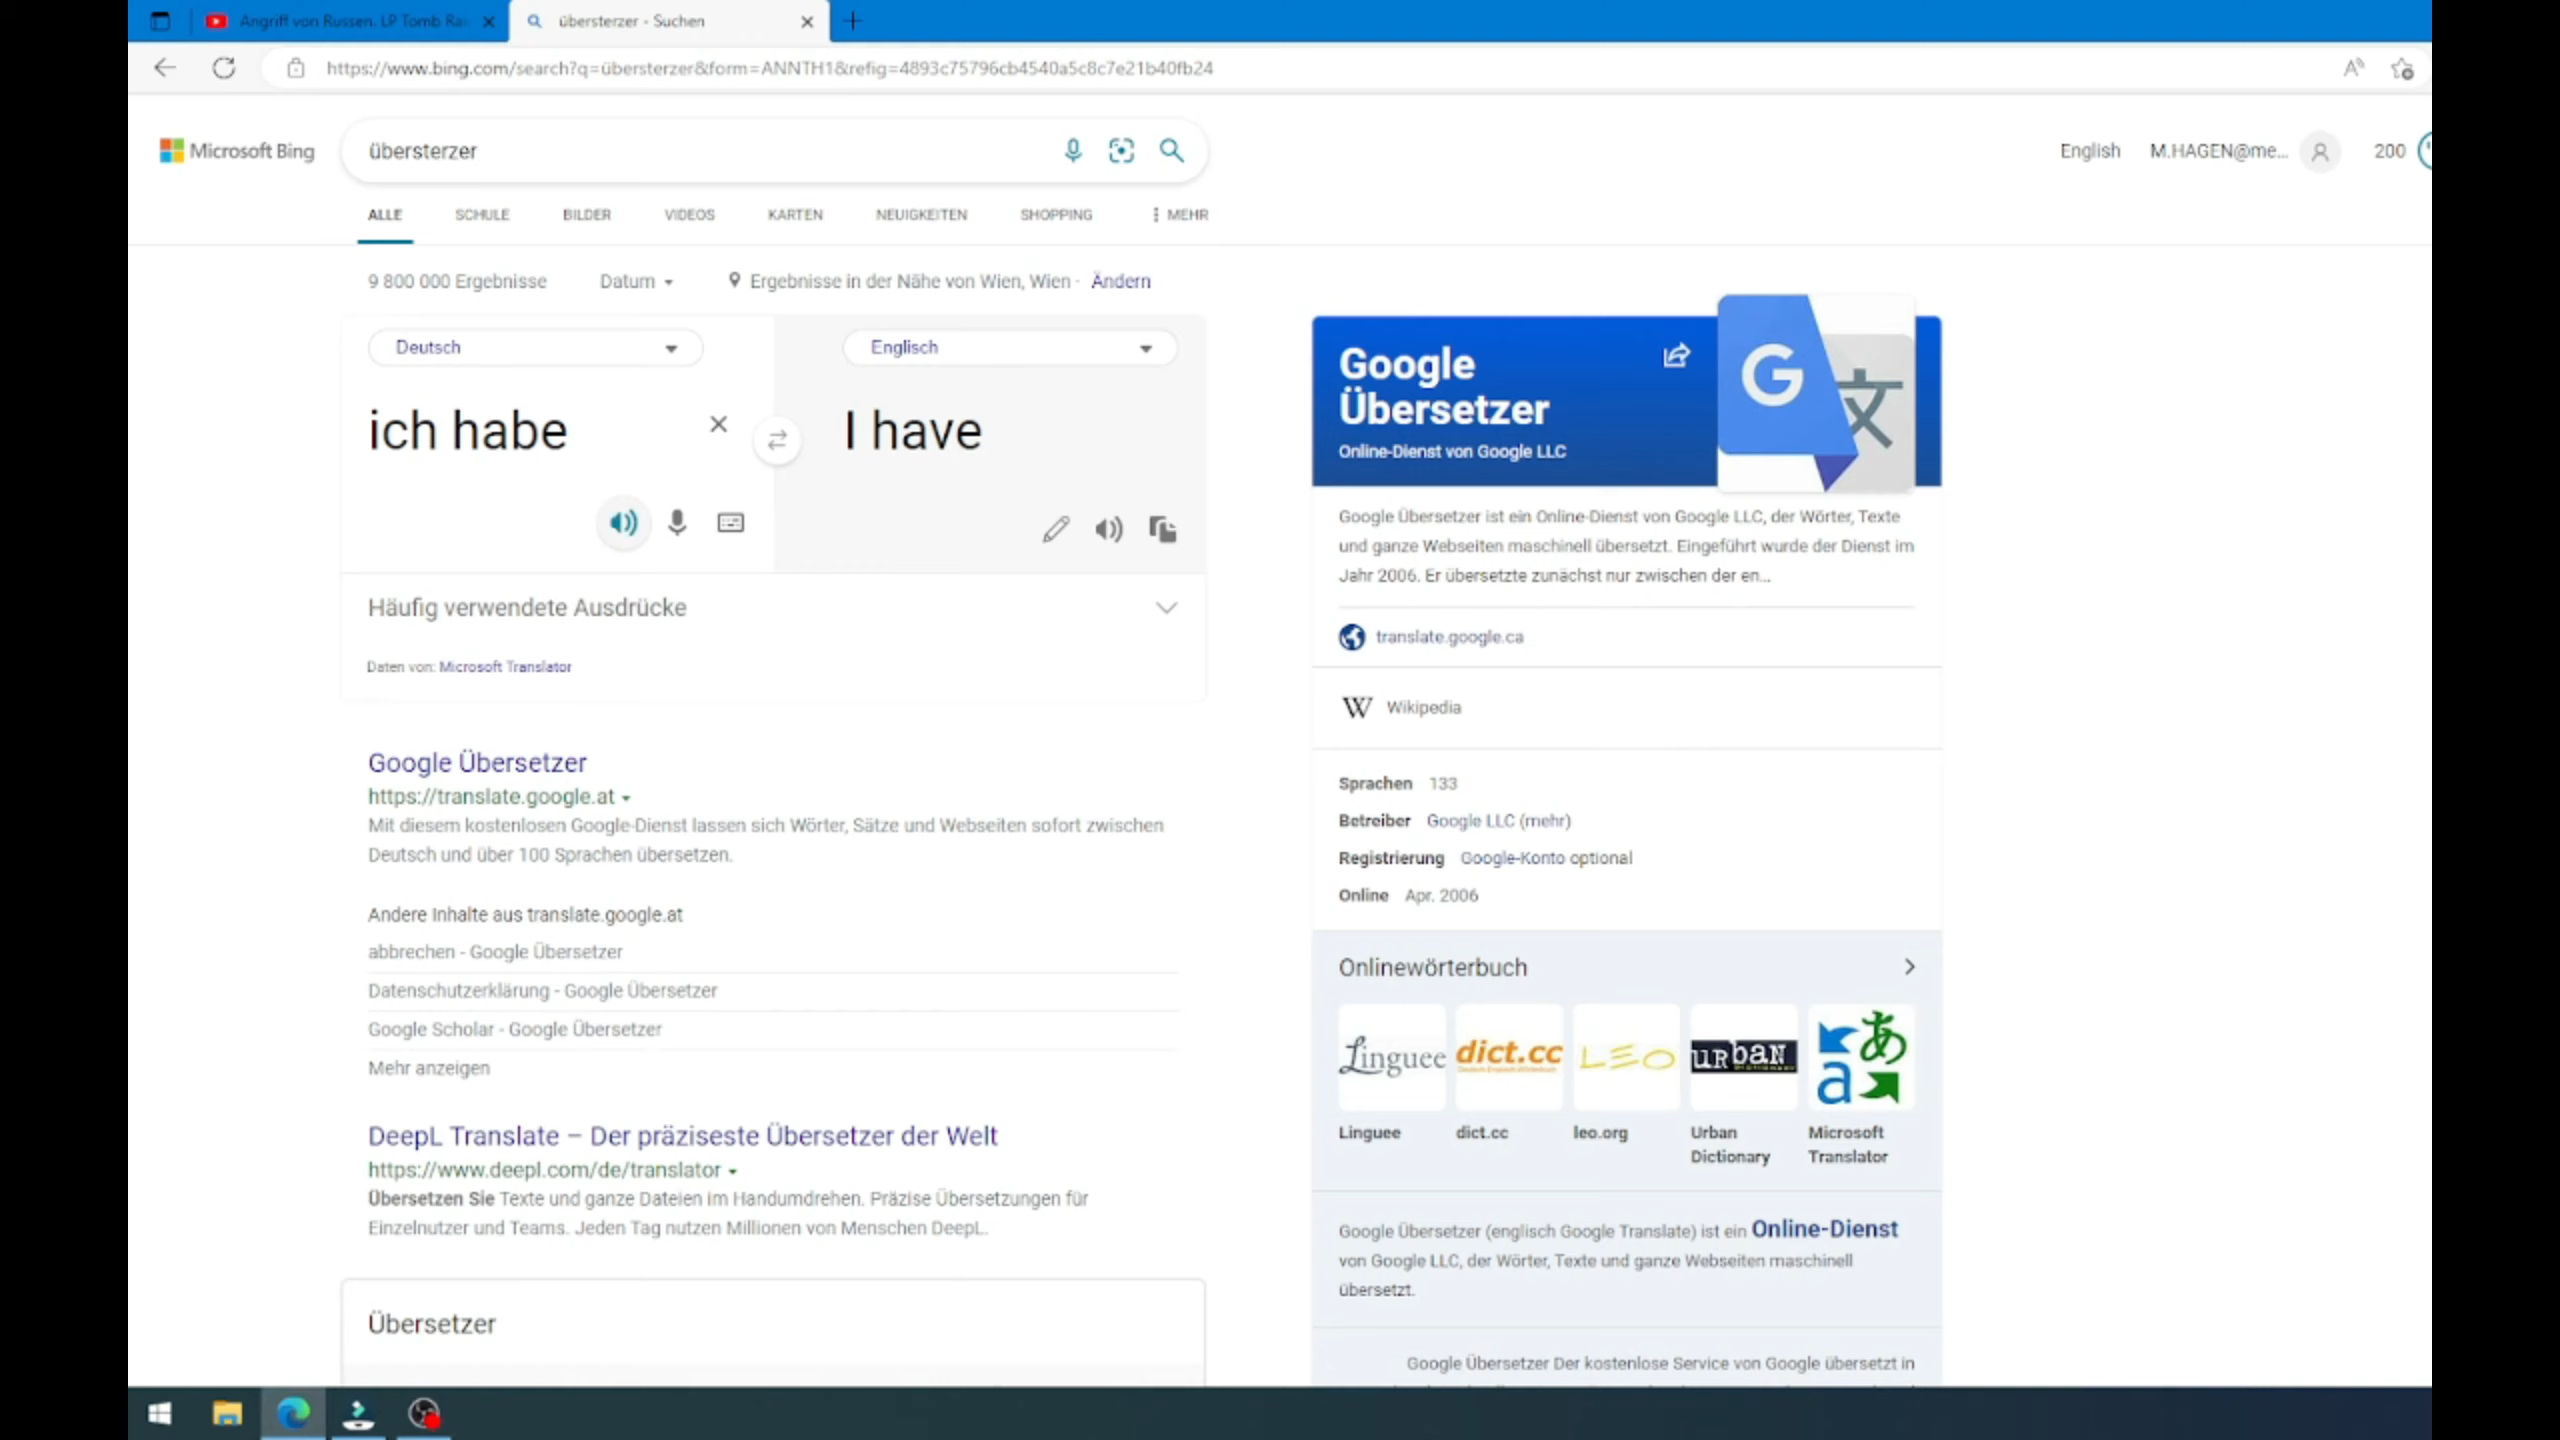 Angriff von Russen. LP Tomb Rai
übersterzer - Suchen
https://www.bing.com/search?q=übersterzer&form=ANNTH1&refig=4893c75796cb4540a5c8c7e21b40fb24
Microsoft Bing
übersterzer
English M.HAGEN@me... 200
ALLE SCHULE BILDER VIDEOS KARTEN NEUIGKEITEN SHOPPING MEHR
9 800 000 Ergebnisse Datum Ergebnisse in der Nähe von Wien, Wien · Ändern
Deutsch Englisch
ich habe I have
Häufig verwendete Ausdrücke
Daten von: Microsoft Translator
Google Übersetzer
https://translate.google.at
Mit diesem kostenlosen Google-Dienst lassen sich Wörter, Sätze und Webseiten sofort zwischen
Deutsch und über 100 Sprachen übersetzen.
Andere Inhalte aus translate.google.at
abbrechen - Google Übersetzer
Datenschutzerklärung - Google Übersetzer
Google Scholar - Google Übersetzer
Mehr anzeigen
DeepL Translate – Der präziseste Übersetzer der Welt
https://www.deepl.com/de/translator
Übersetzen Sie Texte und ganze Dateien im Handumdrehen. Präzise Übersetzungen für
Einzelnutzer und Teams. Jeden Tag nutzen Millionen von Menschen DeepL.
Übersetzer
Google
Übersetzer
Online-Dienst von Google LLC
G 文
Google Übersetzer ist ein Online-Dienst von Google LLC, der Wörter, Texte
und ganze Webseiten maschinell übersetzt. Eingeführt wurde der Dienst im
Jahr 2006. Er übersetzte zunächst nur zwischen der en...
translate.google.ca
W Wikipedia
Sprachen 133
Betreiber Google LLC (mehr)
Registrierung Google-Konto optional
Online Apr. 2006
Onlinewörterbuch
Linguee dict.cc LEO URBAN あ a
Linguee dict.cc leo.org Urban Microsoft
Dictionary Translator
Google Übersetzer (englisch Google Translate) ist ein Online-Dienst
von Google LLC, der Wörter, Texte und ganze Webseiten maschinell
übersetzt.
Google Übersetzer Der kostenlose Service von Google übersetzt in